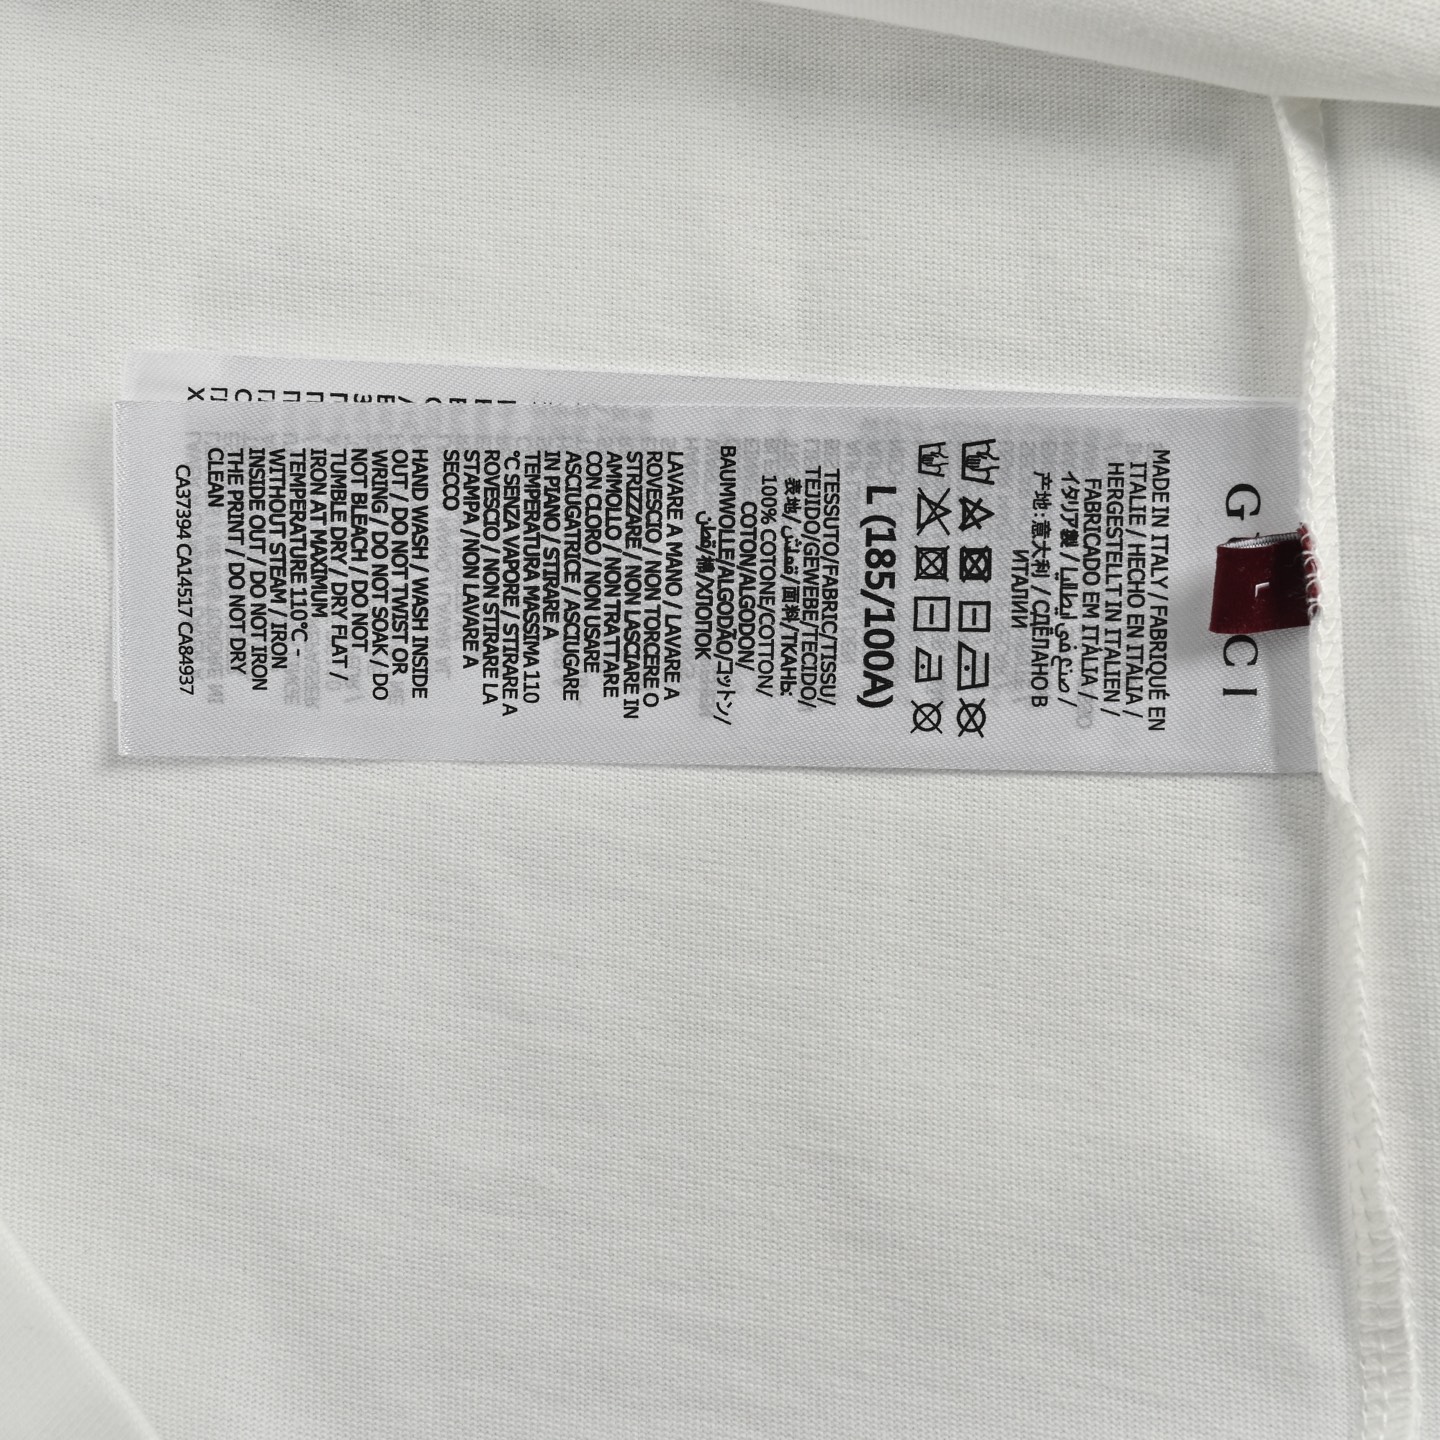 G CCI
L
MADE IN ITALY / FABRIQUÉ EN
ITALIE / HECHO EN ITALIA /
HERGESTELLT IN ITALIEN /
FABRICADO EM ITÁLIA /
イタリア製 / صنع في إيطاليا /
产地:意大利 / СДЕЛАНО В
ИТАЛИИ
L (185/100A)
TESSUTO/FABRIC/TISSU/
TEJIDO/GEWEBE/TECIDO/
表地/قماش/面料/ТКАНЬ:
100% COTONE/COTTON/
COTON/ALGODON/
BAUMWOLLE/ALGODÃO/コットン/
قطن/棉/ХЛОПОК
LAVARE A MANO / LAVARE A
ROVESCIO / NON TORCERE O
STRIZZARE / NON LASCIARE IN
AMMOLLO / NON TRATTARE
CON CLORO / NON USARE
ASCIUGATRICE / ASCIUGARE
IN PIANO / STIRARE A
TEMPERATURA MASSIMA 110
°C SENZA VAPORE / STIRARE A
ROVESCIO / NON STIRARE LA
STAMPA / NON LAVARE A
SECCO
HAND WASH / WASH INSIDE
OUT / DO NOT TWIST OR
WRING / DO NOT SOAK / DO
NOT BLEACH / DO NOT
TUMBLE DRY / DRY FLAT /
IRON AT MAXIMUM
TEMPERATURE 110°C -
WITHOUT STEAM / IRON
INSIDE OUT / DO NOT IRON
THE PRINT / DO NOT DRY
CLEAN
CA37394 CA14517 CA84937